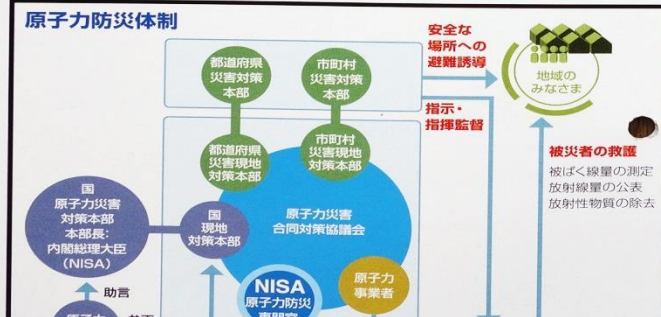 原子力防災体制
都道府県
災害対策
本部
市町村
災害対策
本部
安全な
場所への
避難誘導
地域の
みなさま
指示・
指揮監督
都道府県
災害現地
対策本部
市町村
災害現地
対策本部
被災者の救護
被ばく線量の測定
放射線量の公表
放射性物質の除去
国
原子力災害
対策本部
本部長:
内閣総理大臣
(NISA)
国
現地
対策本部
原子力災害
合同対策協議会
NISA
原子力防災
専門官
原子力
事業者
助言
原子力